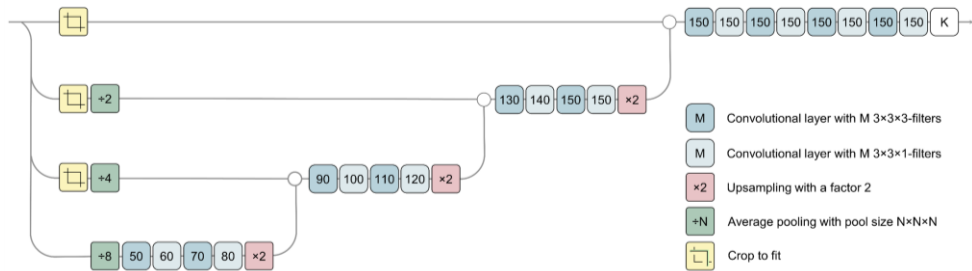 150 150 150 150 150 150 150 150 K
÷2 130 140 150 150 ×2
M Convolutional layer with M 3×3×3-filters
M Convolutional layer with M 3×3×1-filters
÷4 90 100 110 120 ×2
×2 Upsampling with a factor 2
÷N Average pooling with pool size N×N×N
÷8 50 60 70 80 ×2
Crop to fit